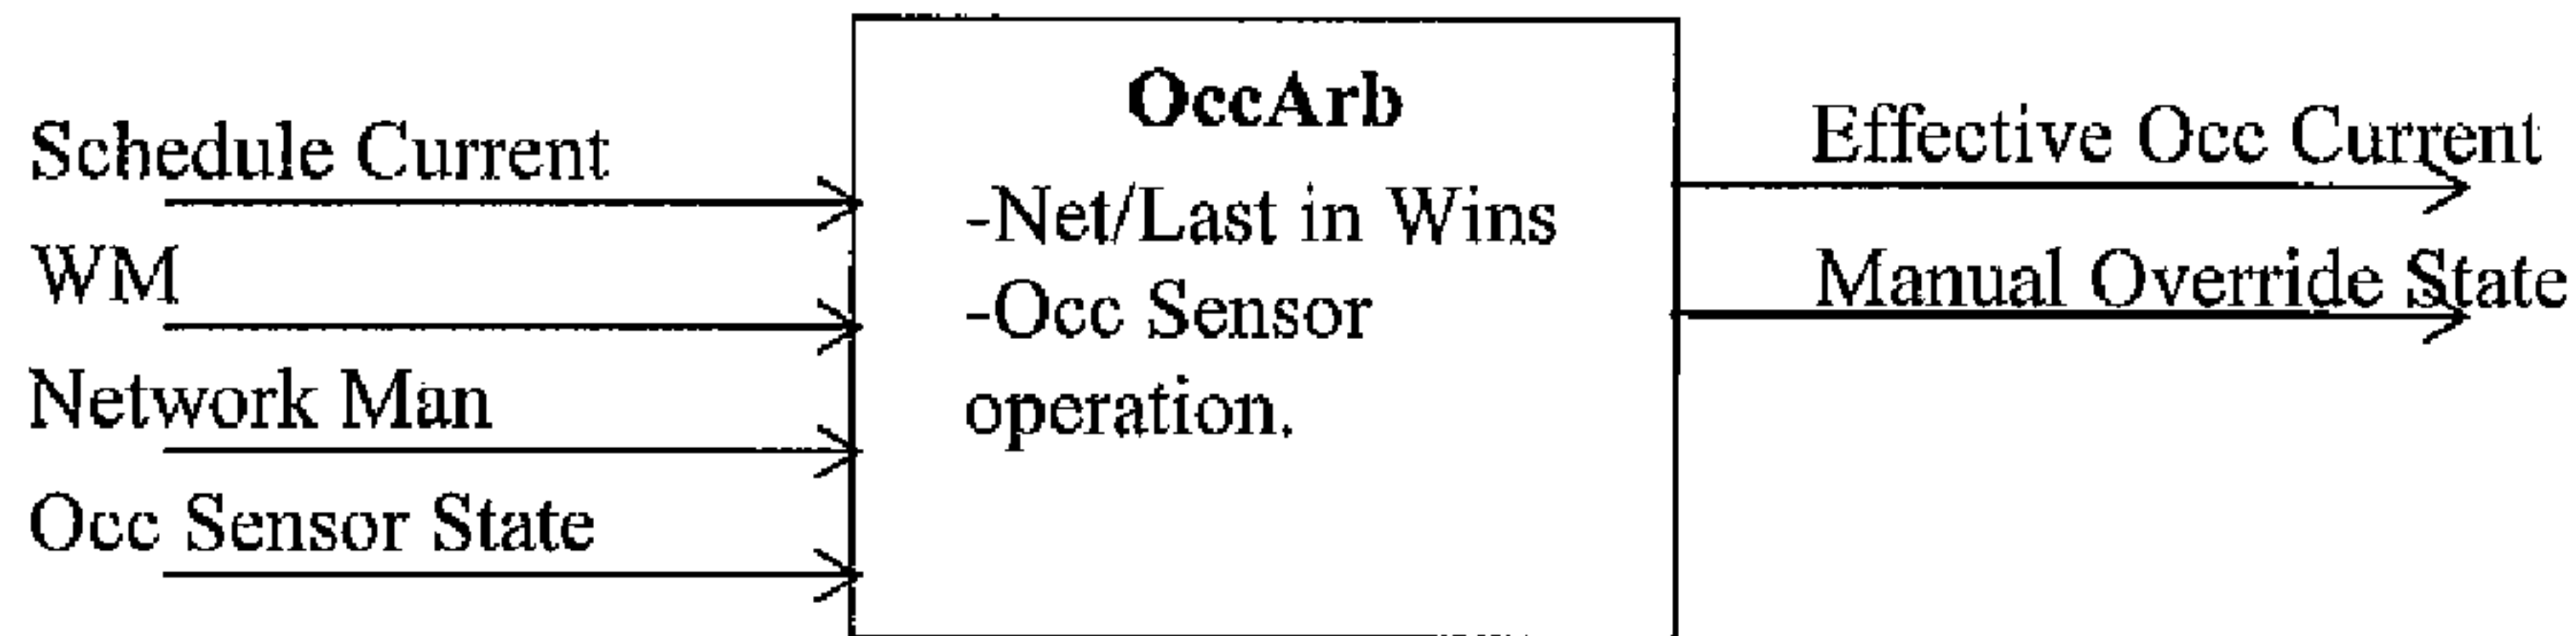 Schedule Current
WM
Network Man
Occ Sensor State
OccArb
-Net/Last in Wins
-Occ Sensor
operation.
Effective Occ Current
Manual Override State